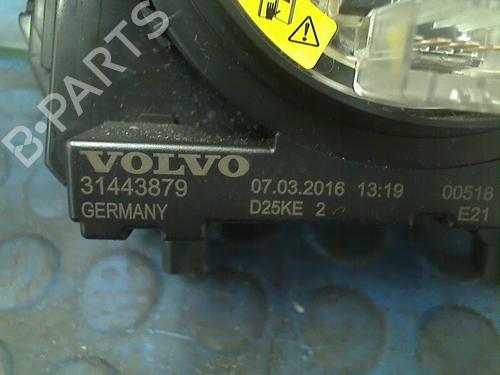 B-PARTS
VOLVO
31443879 07.03.2016 13:19 00518
GERMANY D25KE 2 E21